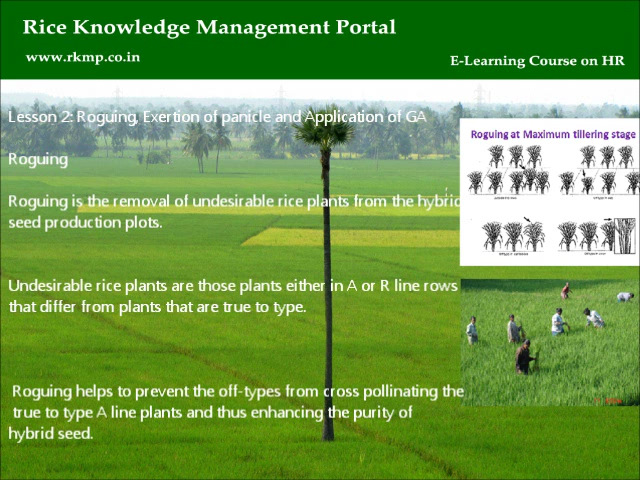 Rice Knowledge Management Portal
www.rkmp.co.in
E-Learning Course on HR
Lesson 2: Roguing, Exertion of panicle and Application of GA
Roguing at Maximum tillering stage
Roguing
Roguing is the removal of undesirable rice plants from the hybrid
seed production plots.
Undesirable rice plants are those plants either in A or R line rows
that differ from plants that are true to type.
Roguing helps to prevent the off-types from cross pollinating the
true to type A line plants and thus enhancing the purity of
hybrid seed.